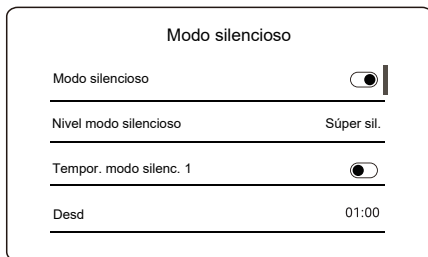 Modo silencioso
Modo silencioso
Nivel modo silencioso Súper sil.
Tempor. modo silenc. 1
Desd 01:00